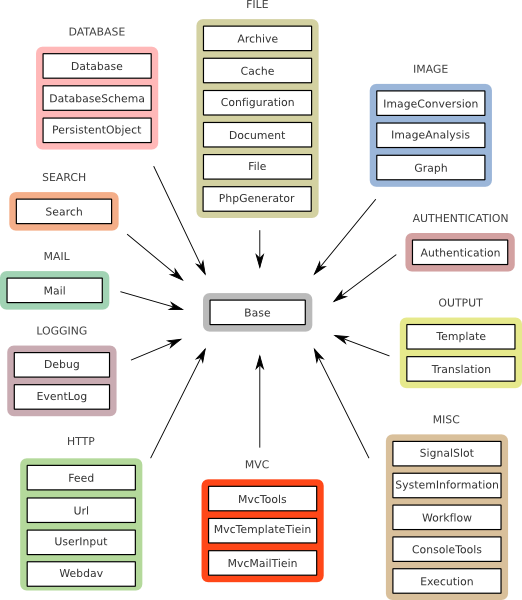 FILE
Archive
Cache
Configuration
Document
File
PhpGenerator
DATABASE
Database
DatabaseSchema
PersistentObject
IMAGE
ImageConversion
ImageAnalysis
Graph
SEARCH
Search
AUTHENTICATION
Authentication
MAIL
Mail
Base
OUTPUT
Template
Translation
LOGGING
Debug
EventLog
HTTP
Feed
Url
UserInput
Webdav
MVC
MvcTools
MvcTemplateTiein
MvcMailTiein
MISC
SignalSlot
SystemInformation
Workflow
ConsoleTools
Execution